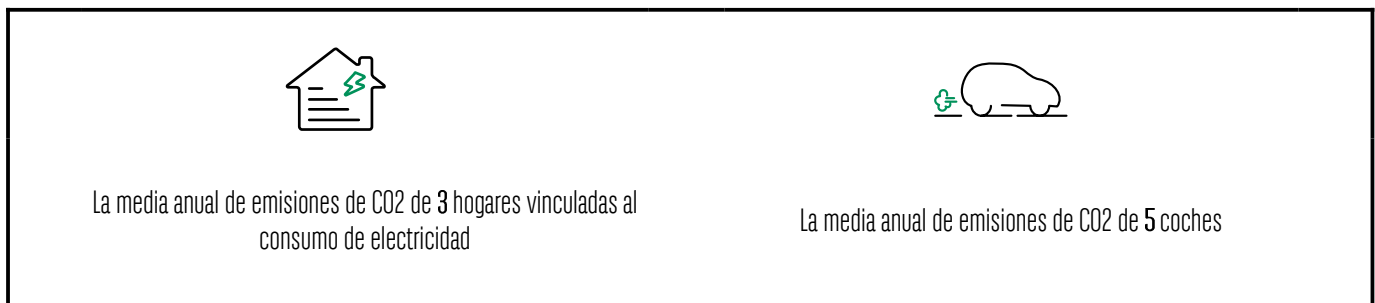 La media anual de emisiones de CO2 de 3 hogares vinculadas al
consumo de electricidad
La media anual de emisiones de CO2 de 5 coches